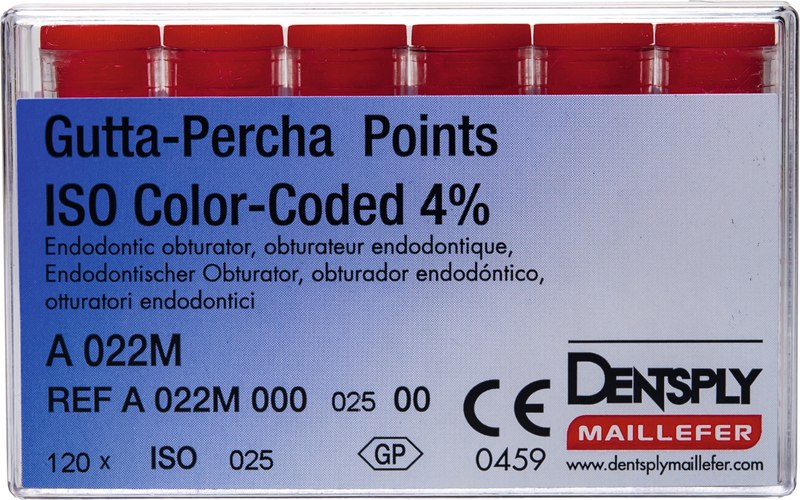 Gutta-Percha Points
ISO Color-Coded 4%
Endodontic obturator, obturateur endodontique,
Endodontischer Obturator, obturador endodóntico,
otturatori endodontici
A 022M
REF A 022M 000 025 00
120 x ISO 025
GP
CE
0459
DENTSPLY
MAILLEFER
www.dentsplymaillefer.com